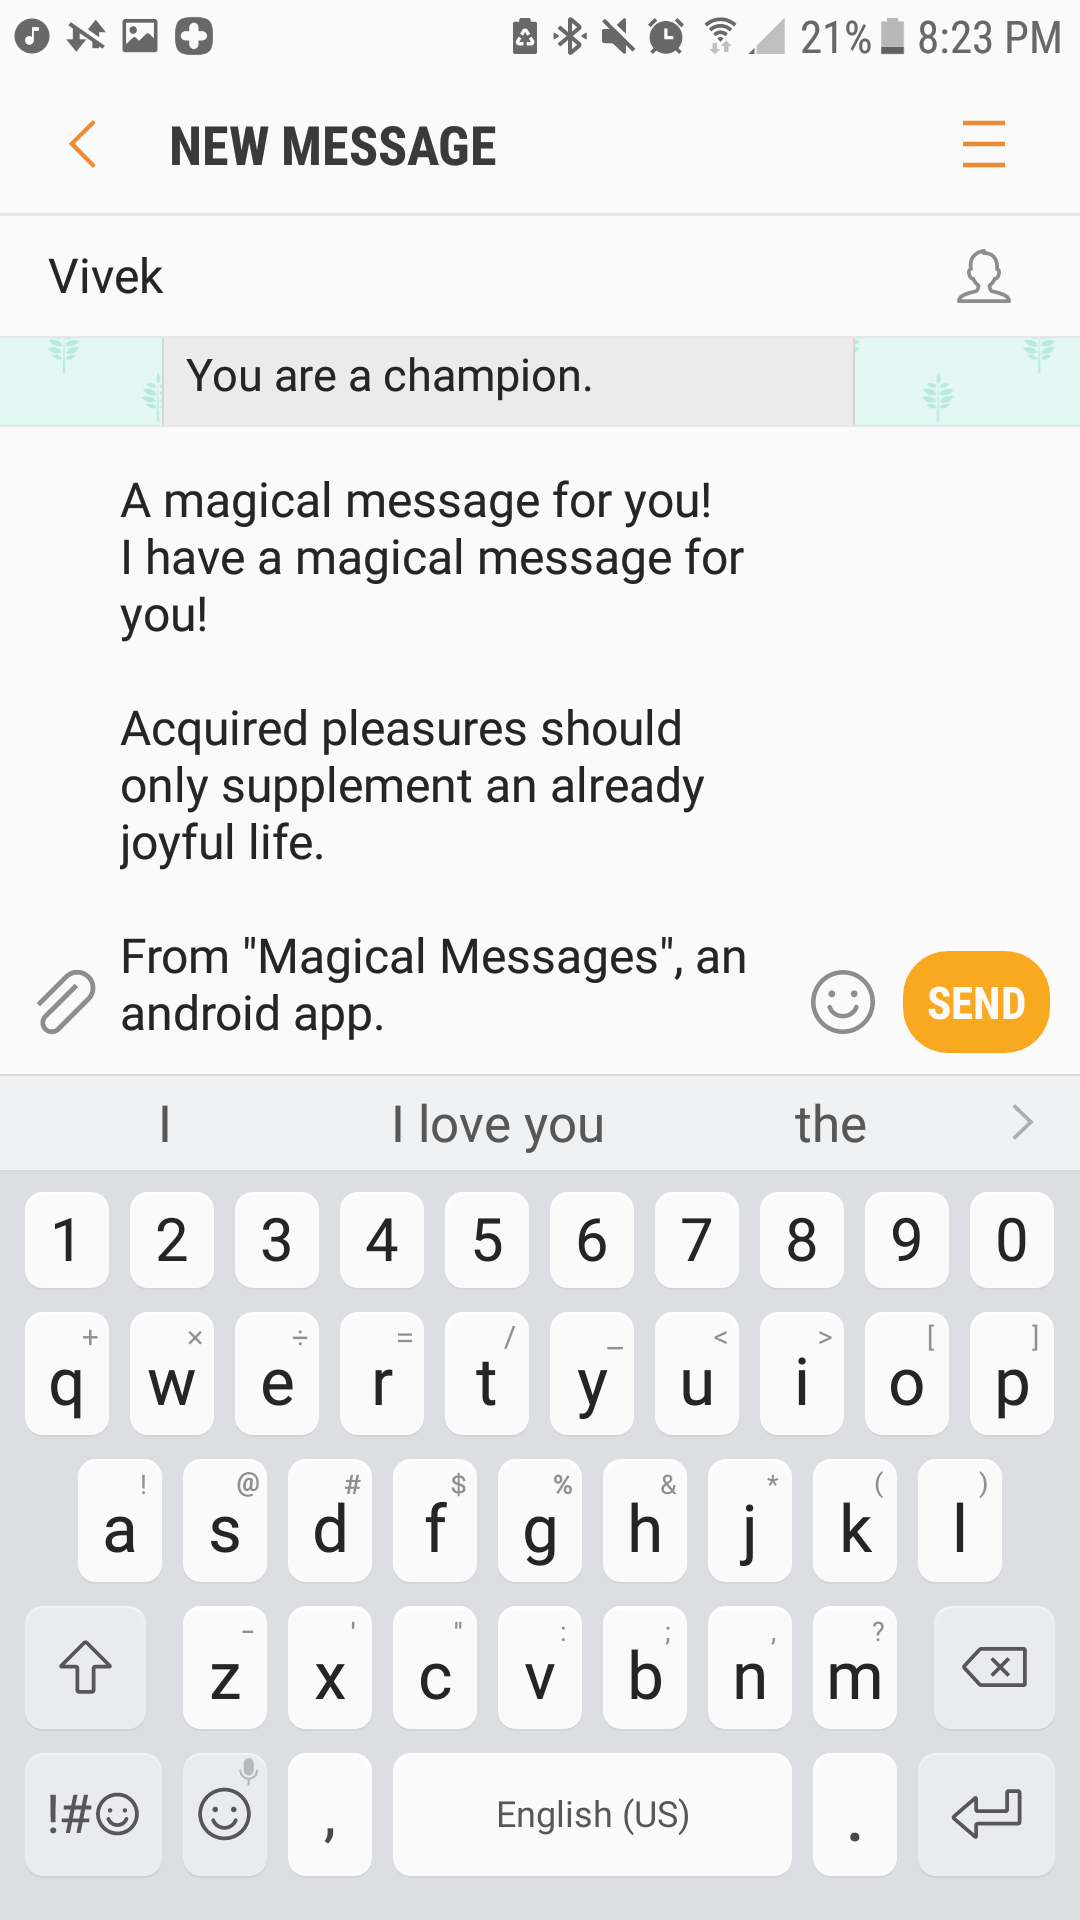 21% 8:23 PM
NEW MESSAGE
Vivek
You are a champion.
A magical message for you!
I have a magical message for
you!
Acquired pleasures should
only supplement an already
joyful life.
From "Magical Messages", an
android app.
SEND
I I love you the
1 2 3 4 5 6 7 8 9 0
+ × ÷ = / _ < > [ ]
q w e r t y u i o p
! @ # $ % & * ( )
a s d f g h j k l
- ' " : ; , ?
z x c v b n m
!# , English (US) .